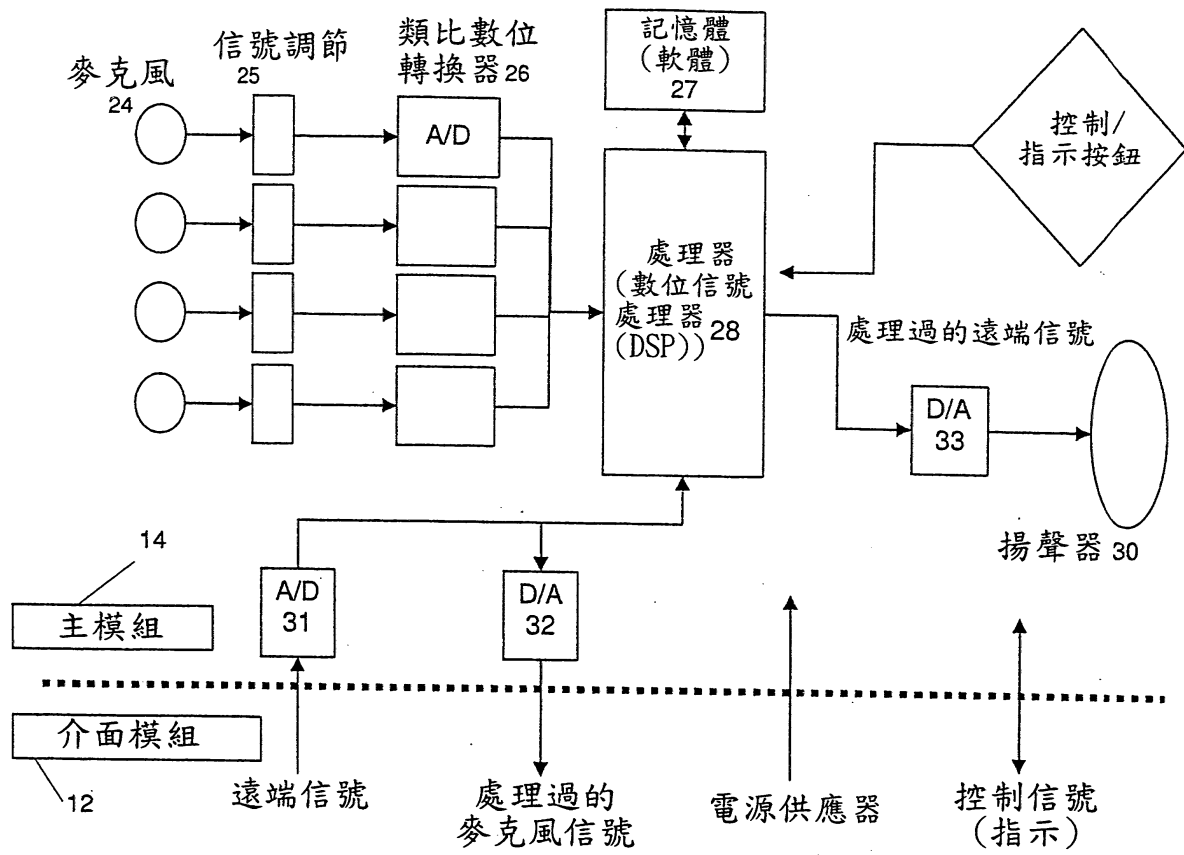 麥克風
24
信號調節
25
類比數位
轉換器 26
A/D
記憶體
(軟體)
27
控制/
指示按鈕
處理器
(數位信號
處理器
(DSP)) 28
處理過的遠端信號
D/A
33
揚聲器 30
14
主模組
A/D
31
D/A
32
介面模組
12
遠端信號
處理過的
麥克風信號
電源供應器
控制信號
(指示)